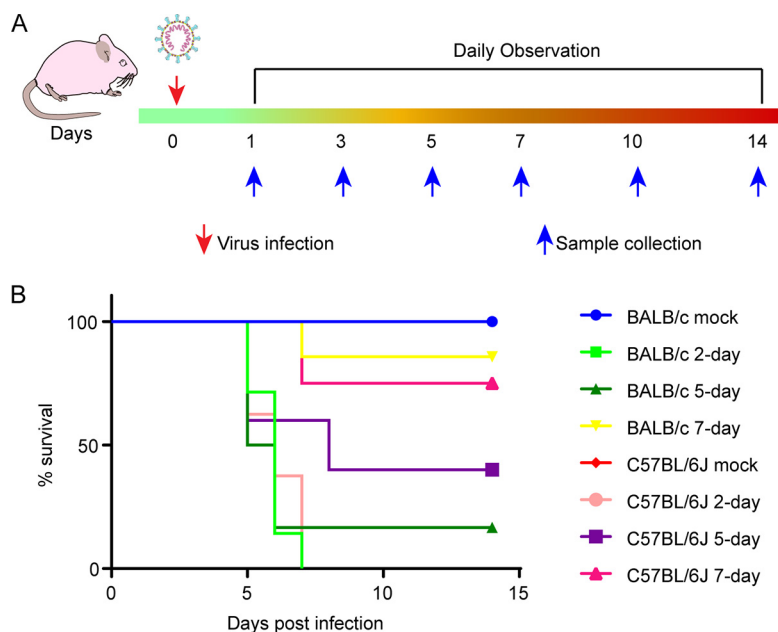 A
Daily Observation
Days
0 1 3 5 7 10 14
Virus infection
Sample collection
B
100
50
0
% survival
0 5 10 15
Days post infection
BALB/c mock
BALB/c 2-day
BALB/c 5-day
BALB/c 7-day
C57BL/6J mock
C57BL/6J 2-day
C57BL/6J 5-day
C57BL/6J 7-day